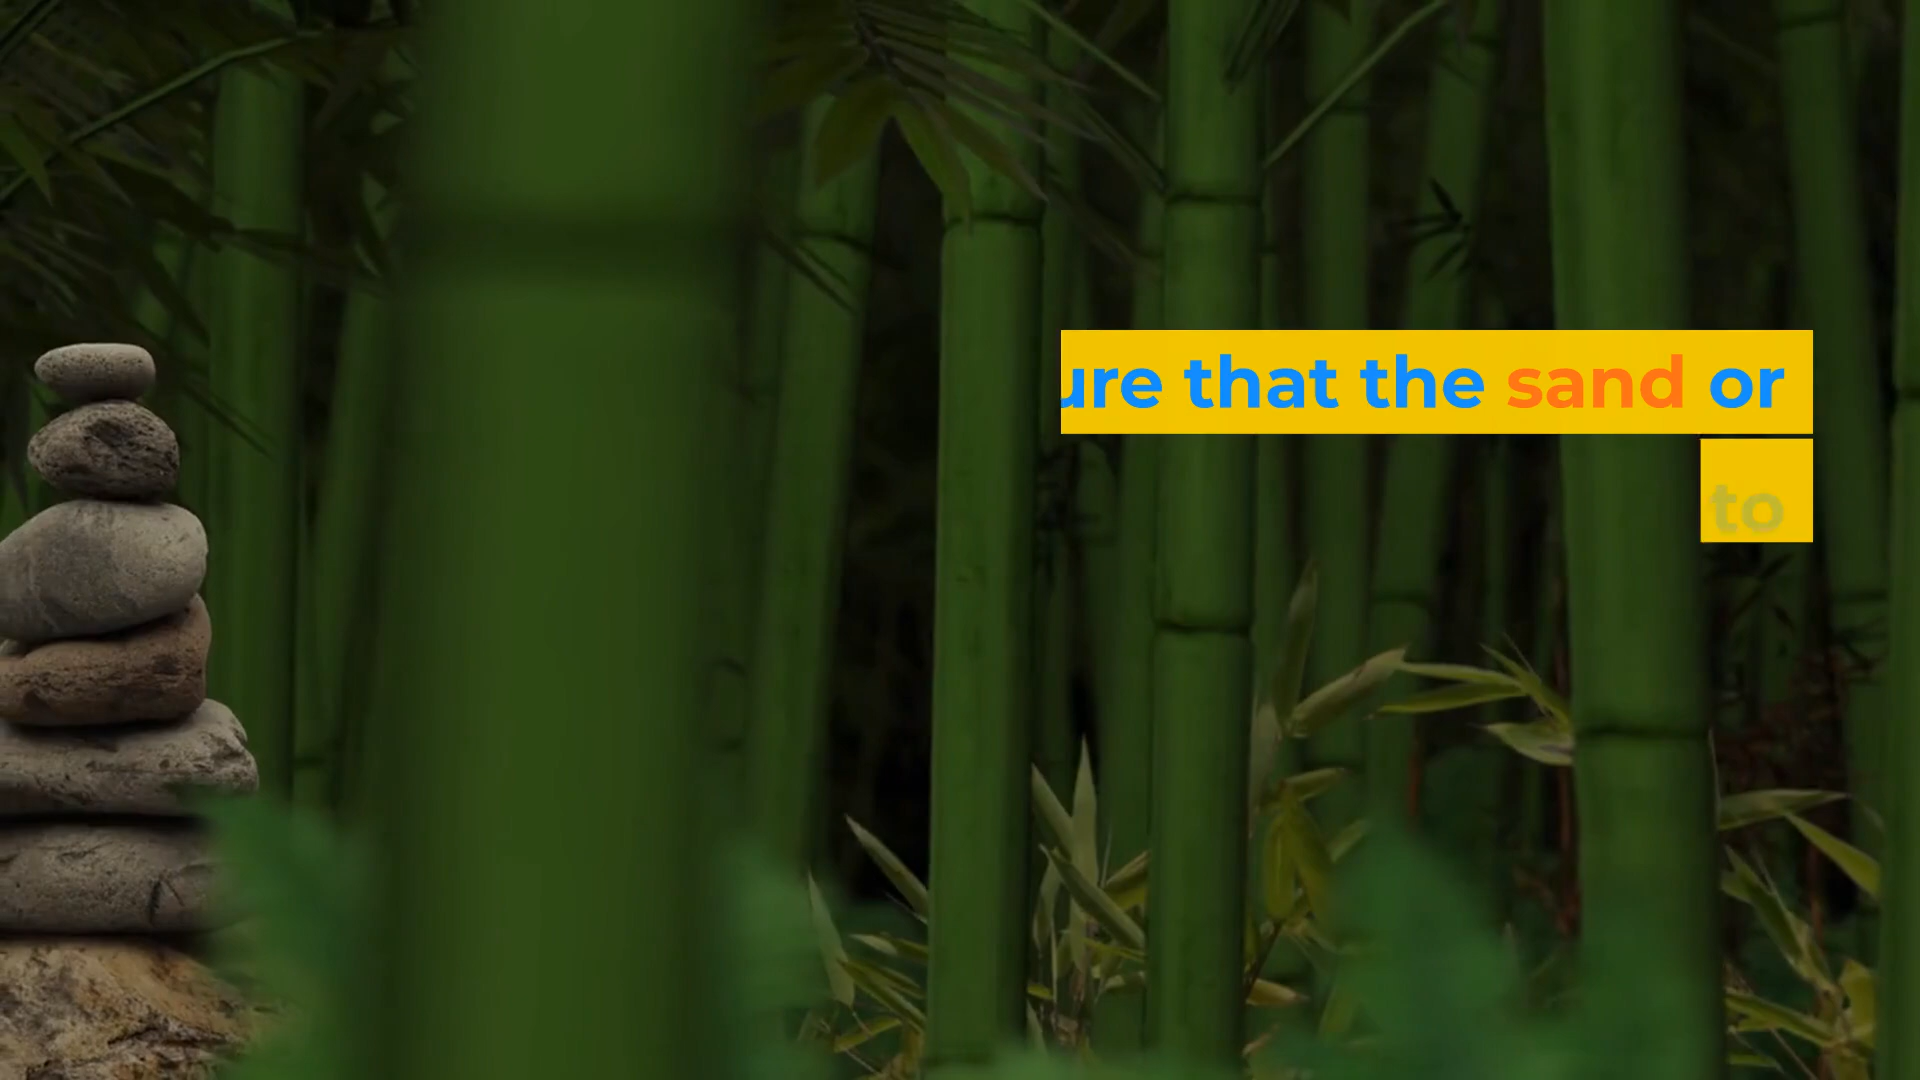 ure that the sand or
to